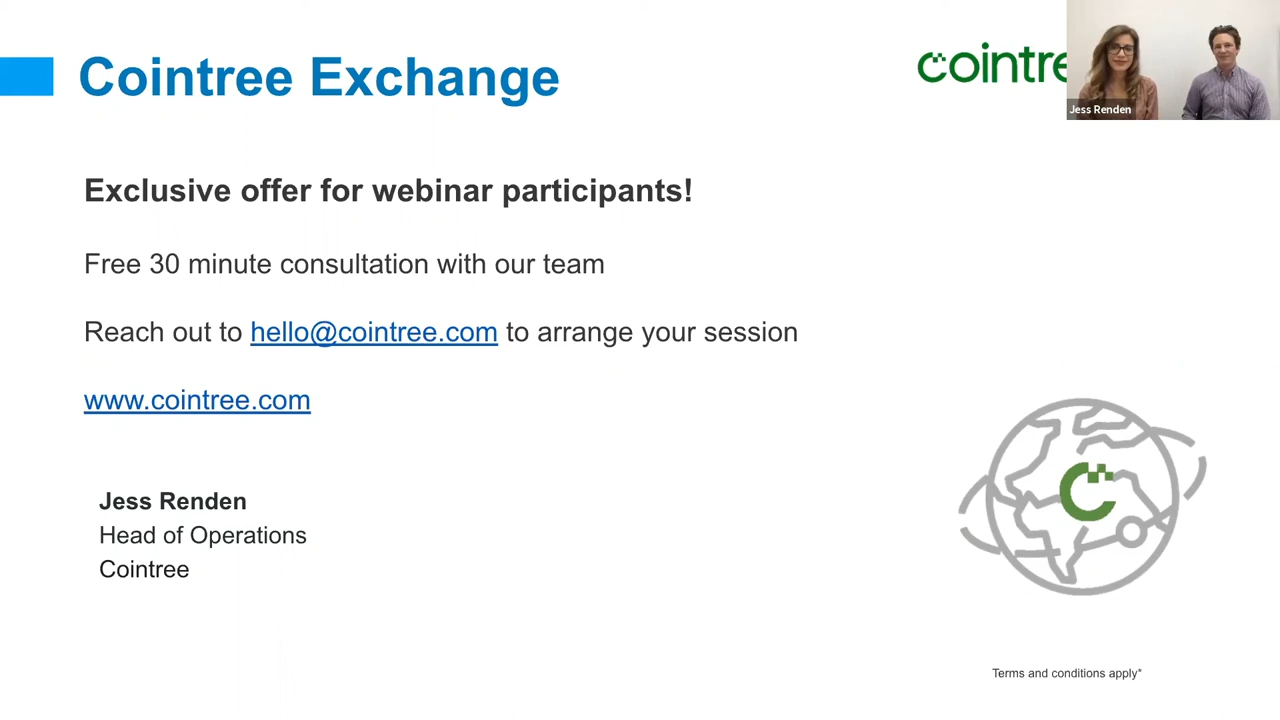 Cointree Exchange
cointre
Jess Renden
Exclusive offer for webinar participants!
Free 30 minute consultation with our team
Reach out to hello@cointree.com to arrange your session
www.cointree.com
Jess Renden
Head of Operations
Cointree
Terms and conditions apply*